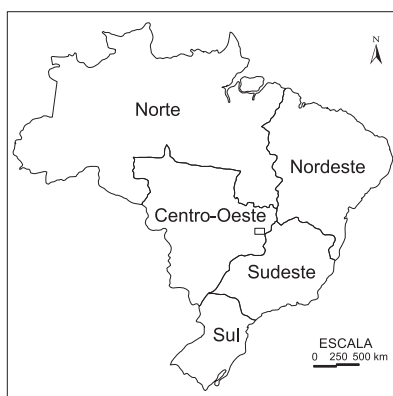 N
Norte
Nordeste
Centro-Oeste
Sudeste
Sul
ESCALA
0 250 500 km